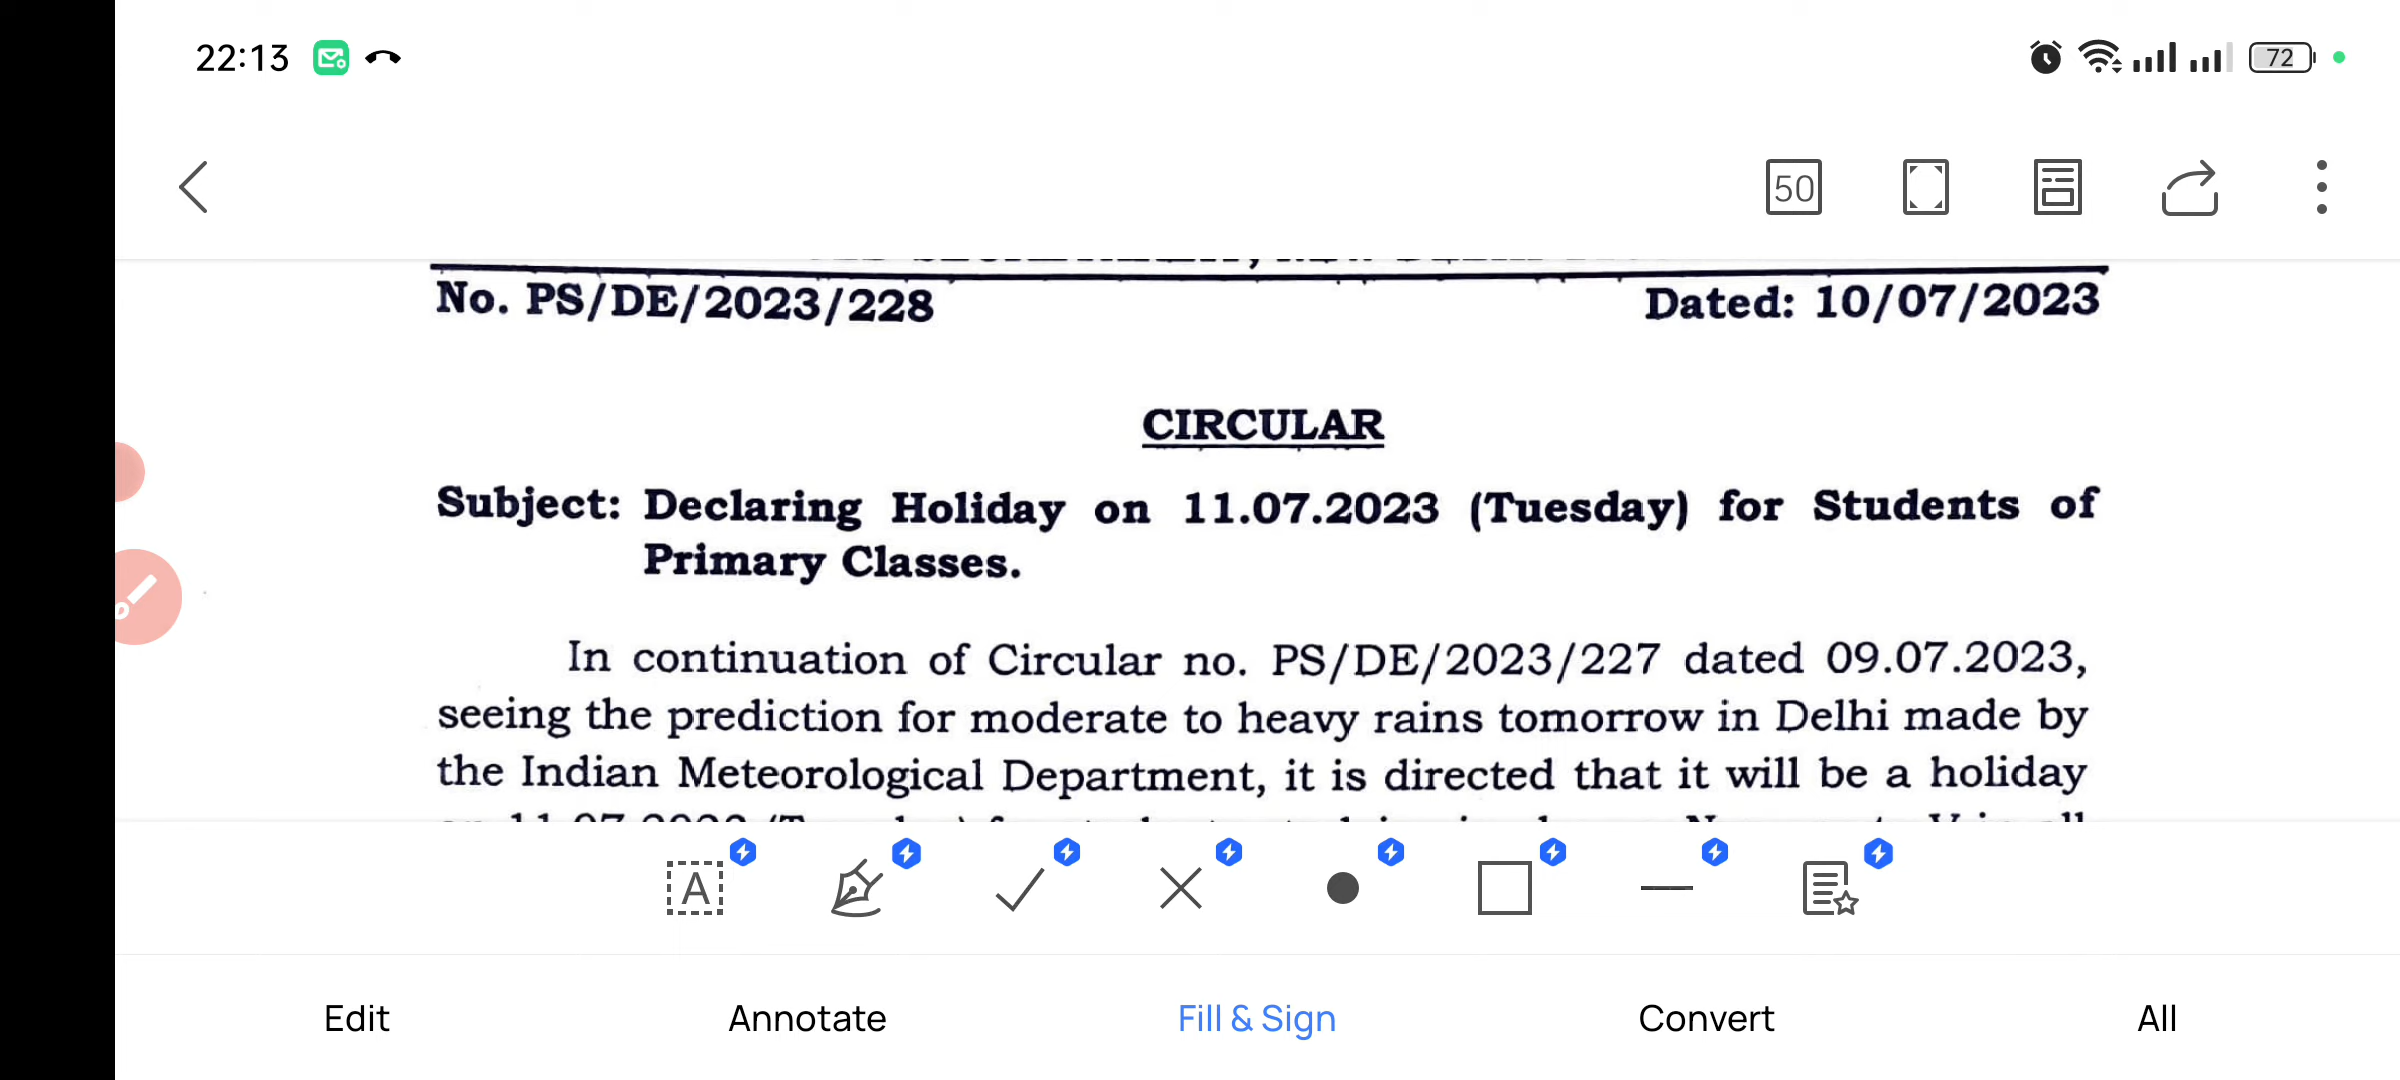 22:13
72
50
No. PS/DE/2023/228 Dated: 10/07/2023
CIRCULAR
Subject: Declaring Holiday on 11.07.2023 (Tuesday) for Students of
Primary Classes.
In continuation of Circular no. PS/DE/2023/227 dated 09.07.2023,
seeing the prediction for moderate to heavy rains tomorrow in Delhi made by
the Indian Meteorological Department, it is directed that it will be a holiday
A
Edit Annotate Fill & Sign Convert All